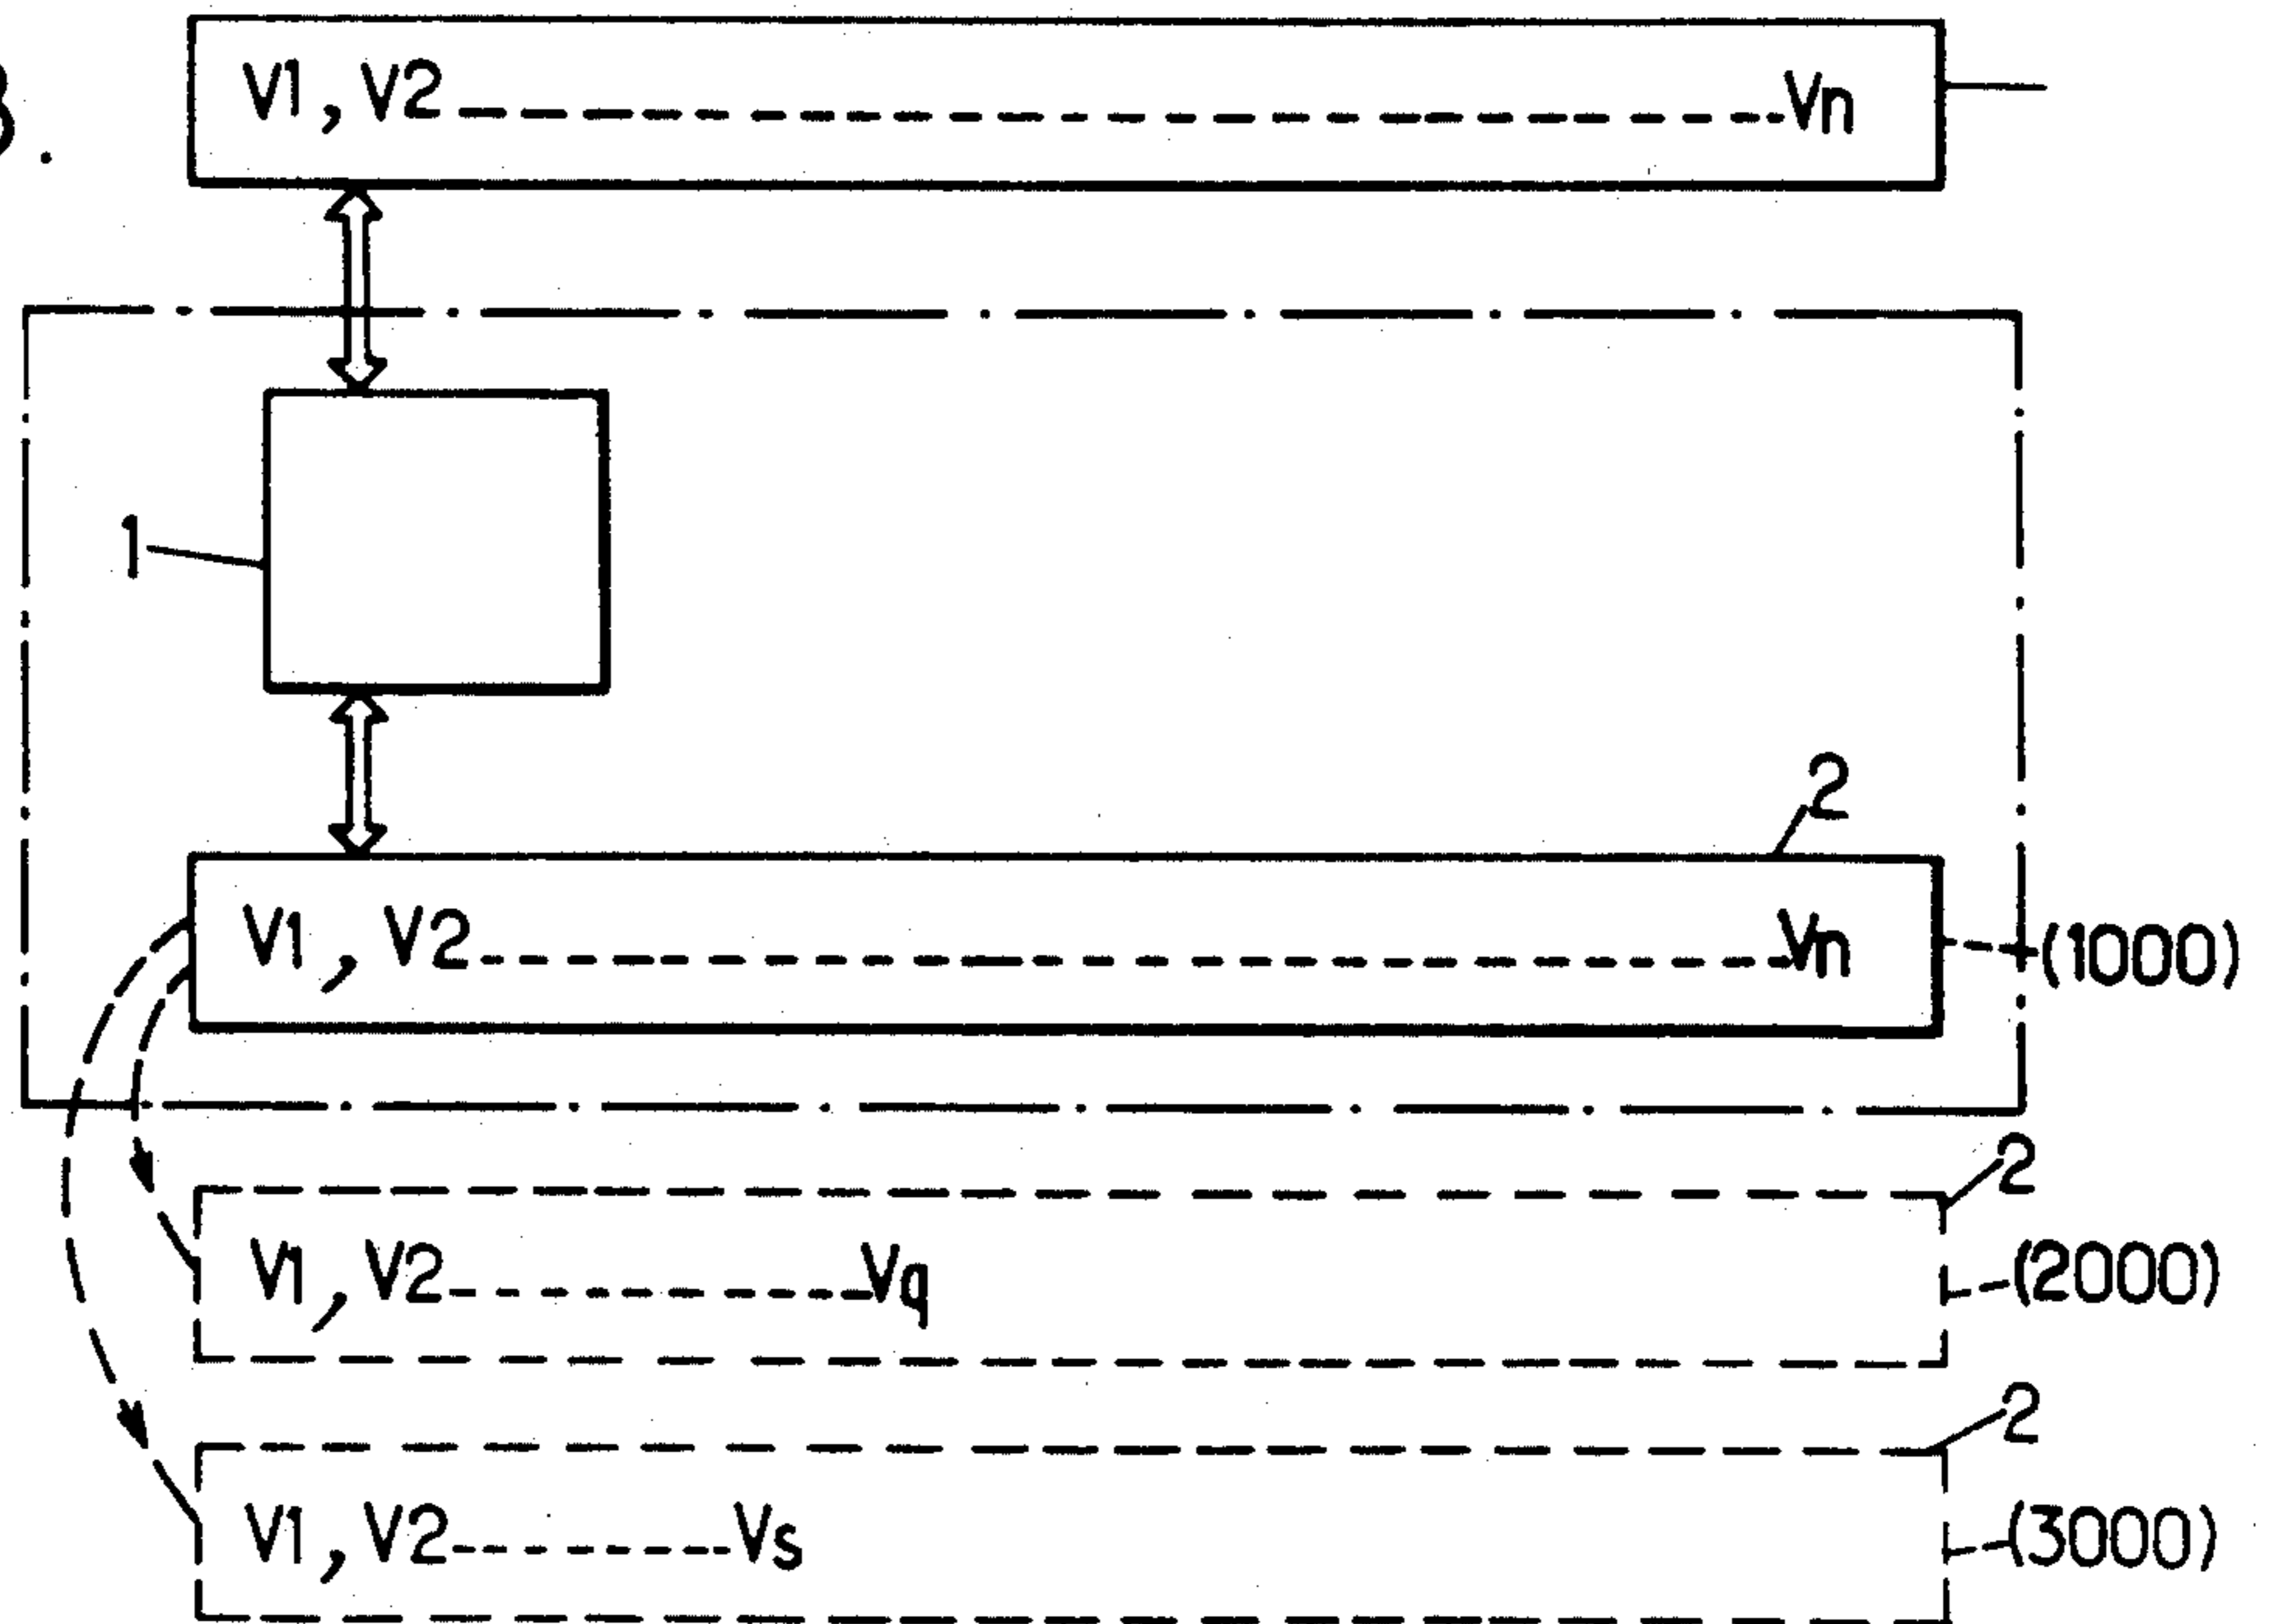 V1, V2 Vn
1
2
V1, V2 Vn
(1000)
2
V1, V2 Vq
(2000)
2
V1, V2 Vs
(3000)